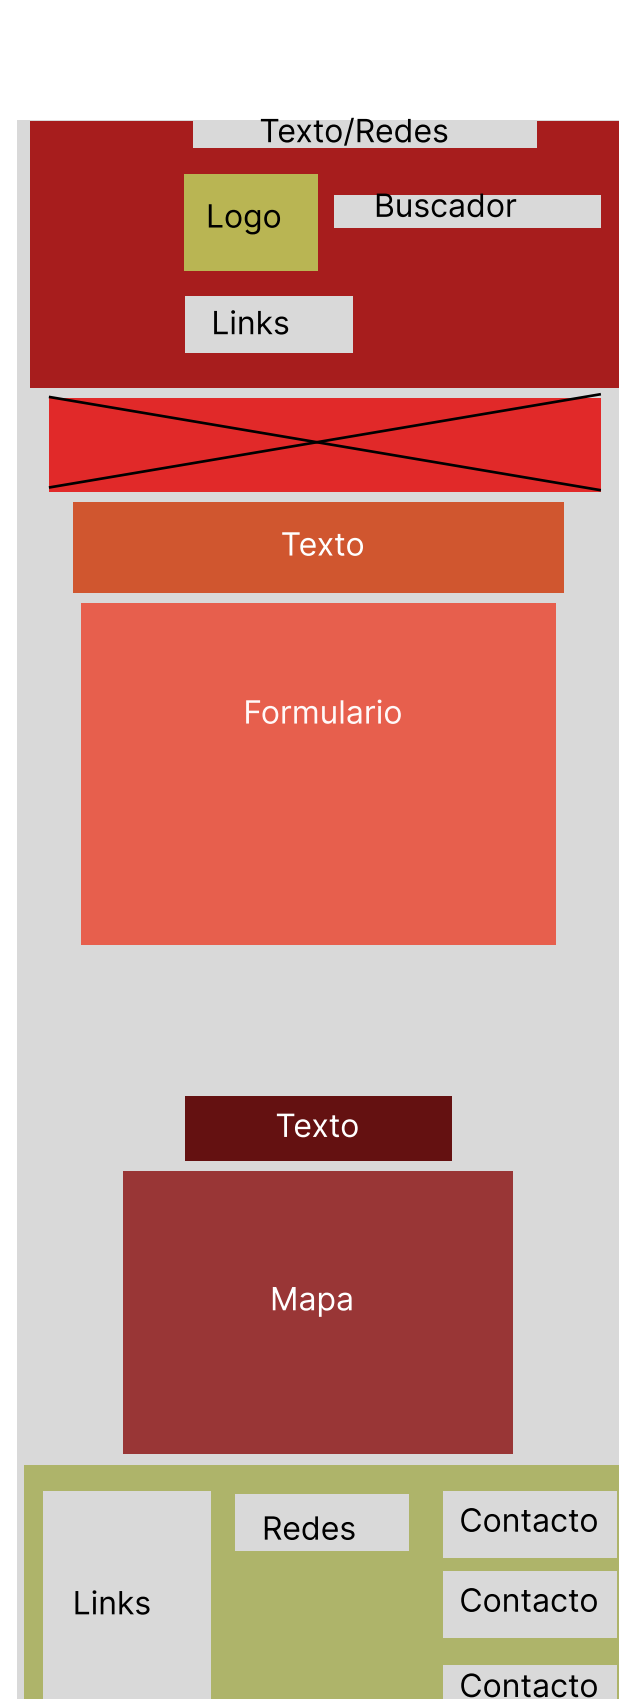 Texto/Redes
Logo
Buscador
Links
Texto
Formulario
Texto
Mapa
Links
Redes
Contacto
Contacto
Contacto